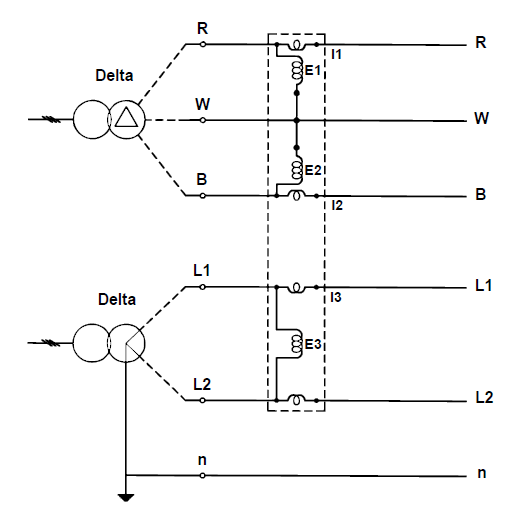 R R
I1
Delta E1
W W
E2
B B
I2
L1 L1
Delta I3
E3
L2 L2
n n